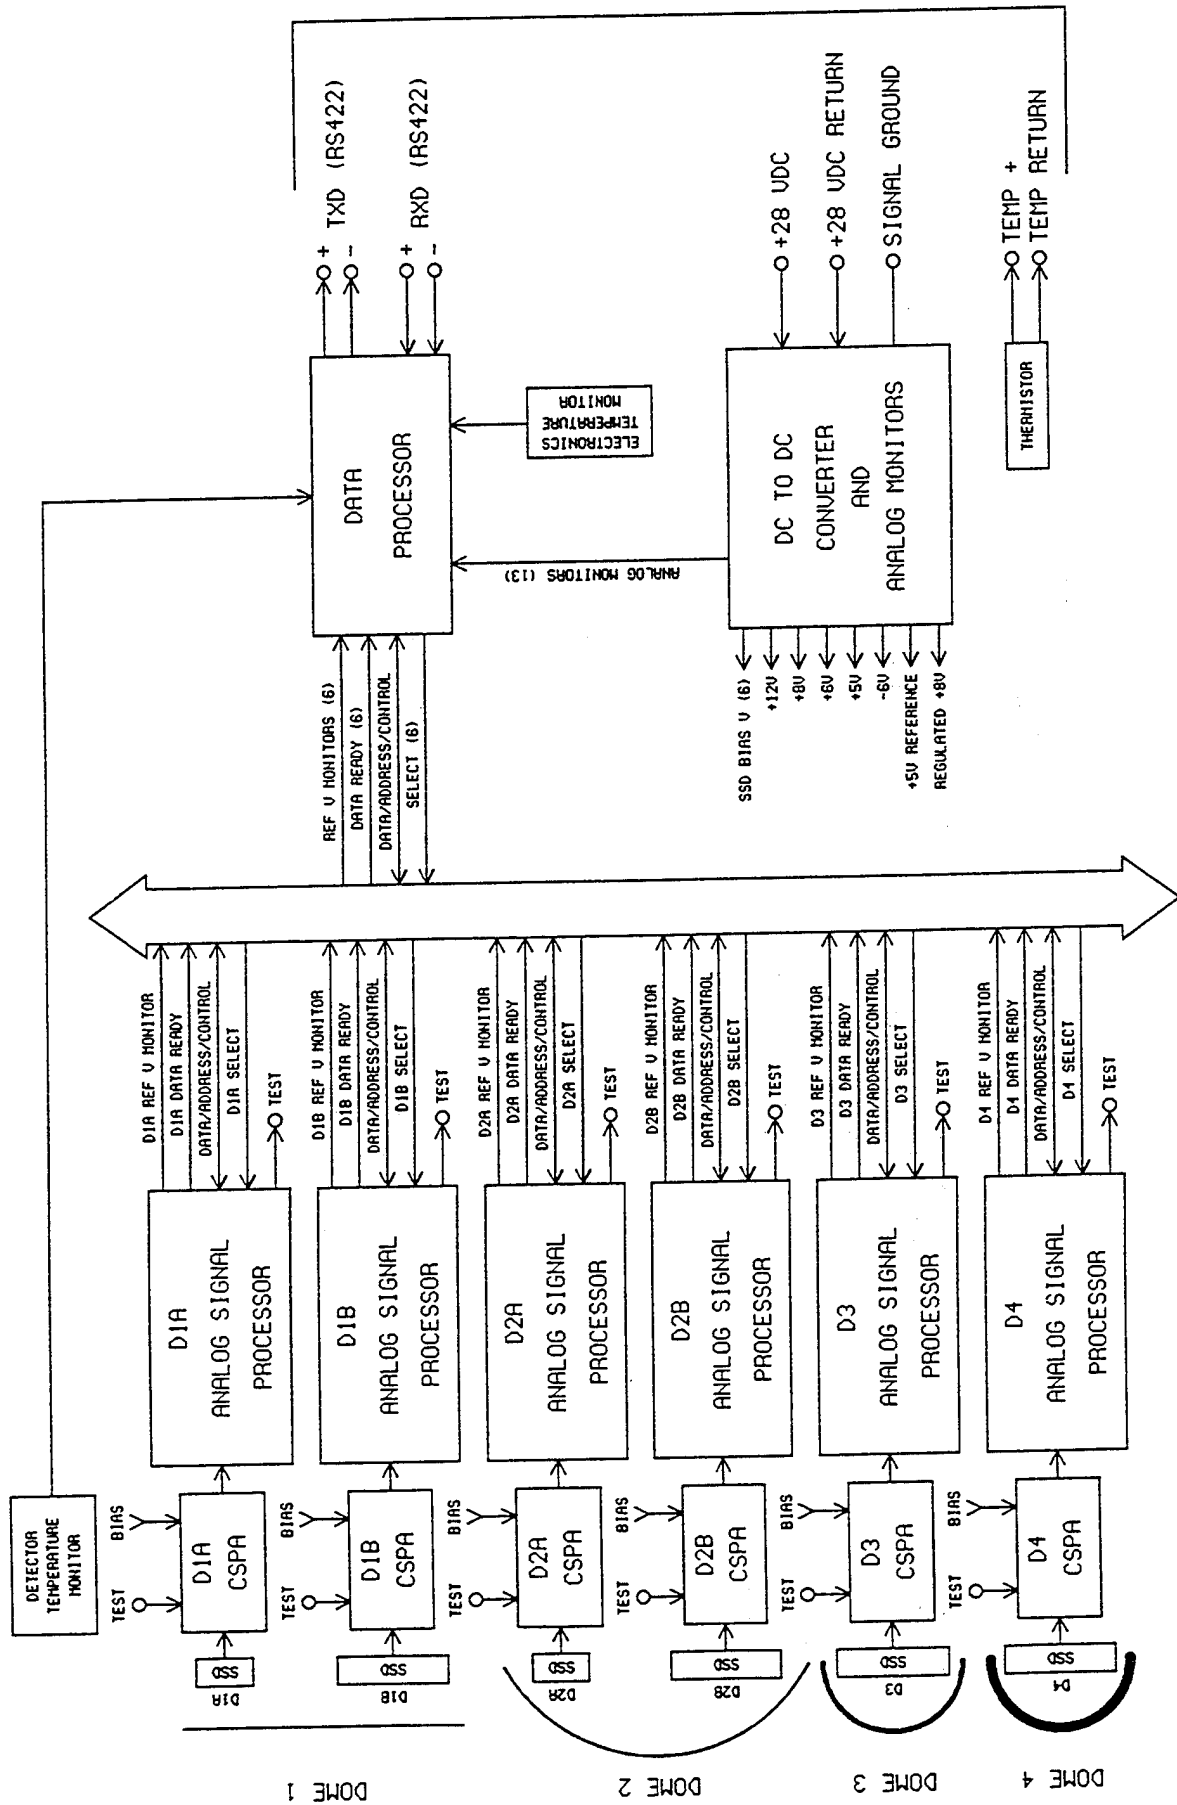 DETECTOR
TEMPERATURE
MONITOR
DOME 1
D1A
SSD
TEST
BIAS
D1A
CSPA
D1A
ANALOG SIGNAL
PROCESSOR
D1A REF V MONITOR
D1A DATA READY
DATA/ADDRESS/CONTROL
D1A SELECT
TEST
D1B
SSD
TEST
BIAS
D1B
CSPA
D1B
ANALOG SIGNAL
PROCESSOR
D1B REF V MONITOR
D1B DATA READY
DATA/ADDRESS/CONTROL
D1B SELECT
TEST
DOME 2
D2A
SSD
TEST
BIAS
D2A
CSPA
D2A
ANALOG SIGNAL
PROCESSOR
D2A REF V MONITOR
D2A DATA READY
DATA/ADDRESS/CONTROL
D2A SELECT
TEST
D2B
SSD
TEST
BIAS
D2B
CSPA
D2B
ANALOG SIGNAL
PROCESSOR
D2B REF V MONITOR
D2B DATA READY
DATA/ADDRESS/CONTROL
D2B SELECT
TEST
DOME 3
D3
SSD
TEST
BIAS
D3
CSPA
D3
ANALOG SIGNAL
PROCESSOR
D3 REF V MONITOR
D3 DATA READY
DATA/ADDRESS/CONTROL
D3 SELECT
TEST
DOME 4
D4
SSD
TEST
BIAS
D4
CSPA
D4
ANALOG SIGNAL
PROCESSOR
D4 REF V MONITOR
D4 DATA READY
DATA/ADDRESS/CONTROL
D4 SELECT
TEST
REF V MONITORS (6)
DATA READY (6)
DATA/ADDRESS/CONTROL
SELECT (6)
DATA
PROCESSOR
+ TXD (RS422)
-
+ RXD (RS422)
-
ELECTRONICS
TEMPERATURE
MONITOR
ANALOG MONITORS (13)
SSD BIAS V (6)
+12V
+8V
+6V
+5V
-6V
+5V REFERENCE
REGULATED +8V
DC TO DC
CONVERTER
AND
ANALOG MONITORS
+28 VDC
+28 VDC RETURN
SIGNAL GROUND
THERMISTOR
TEMP +
TEMP RETURN